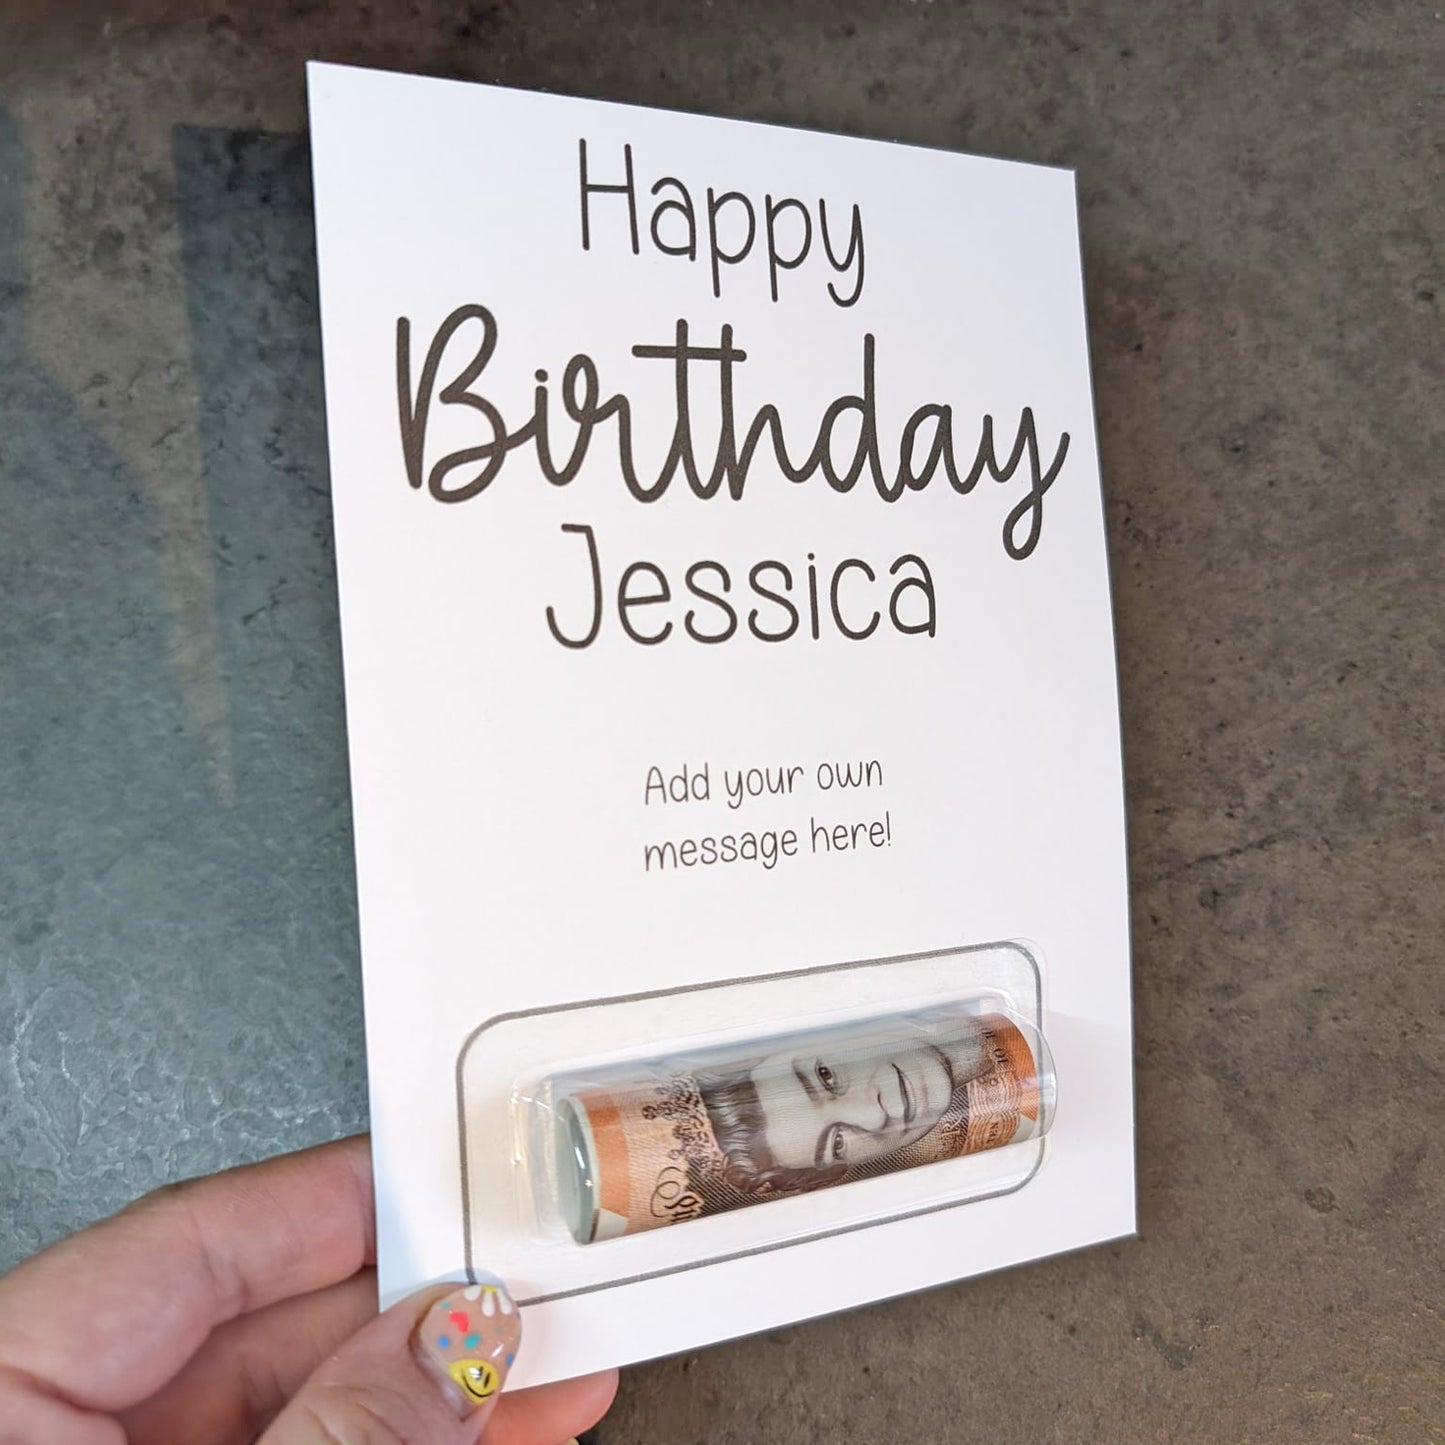 Happy
Birthday
Jessica
Add your own
message here!